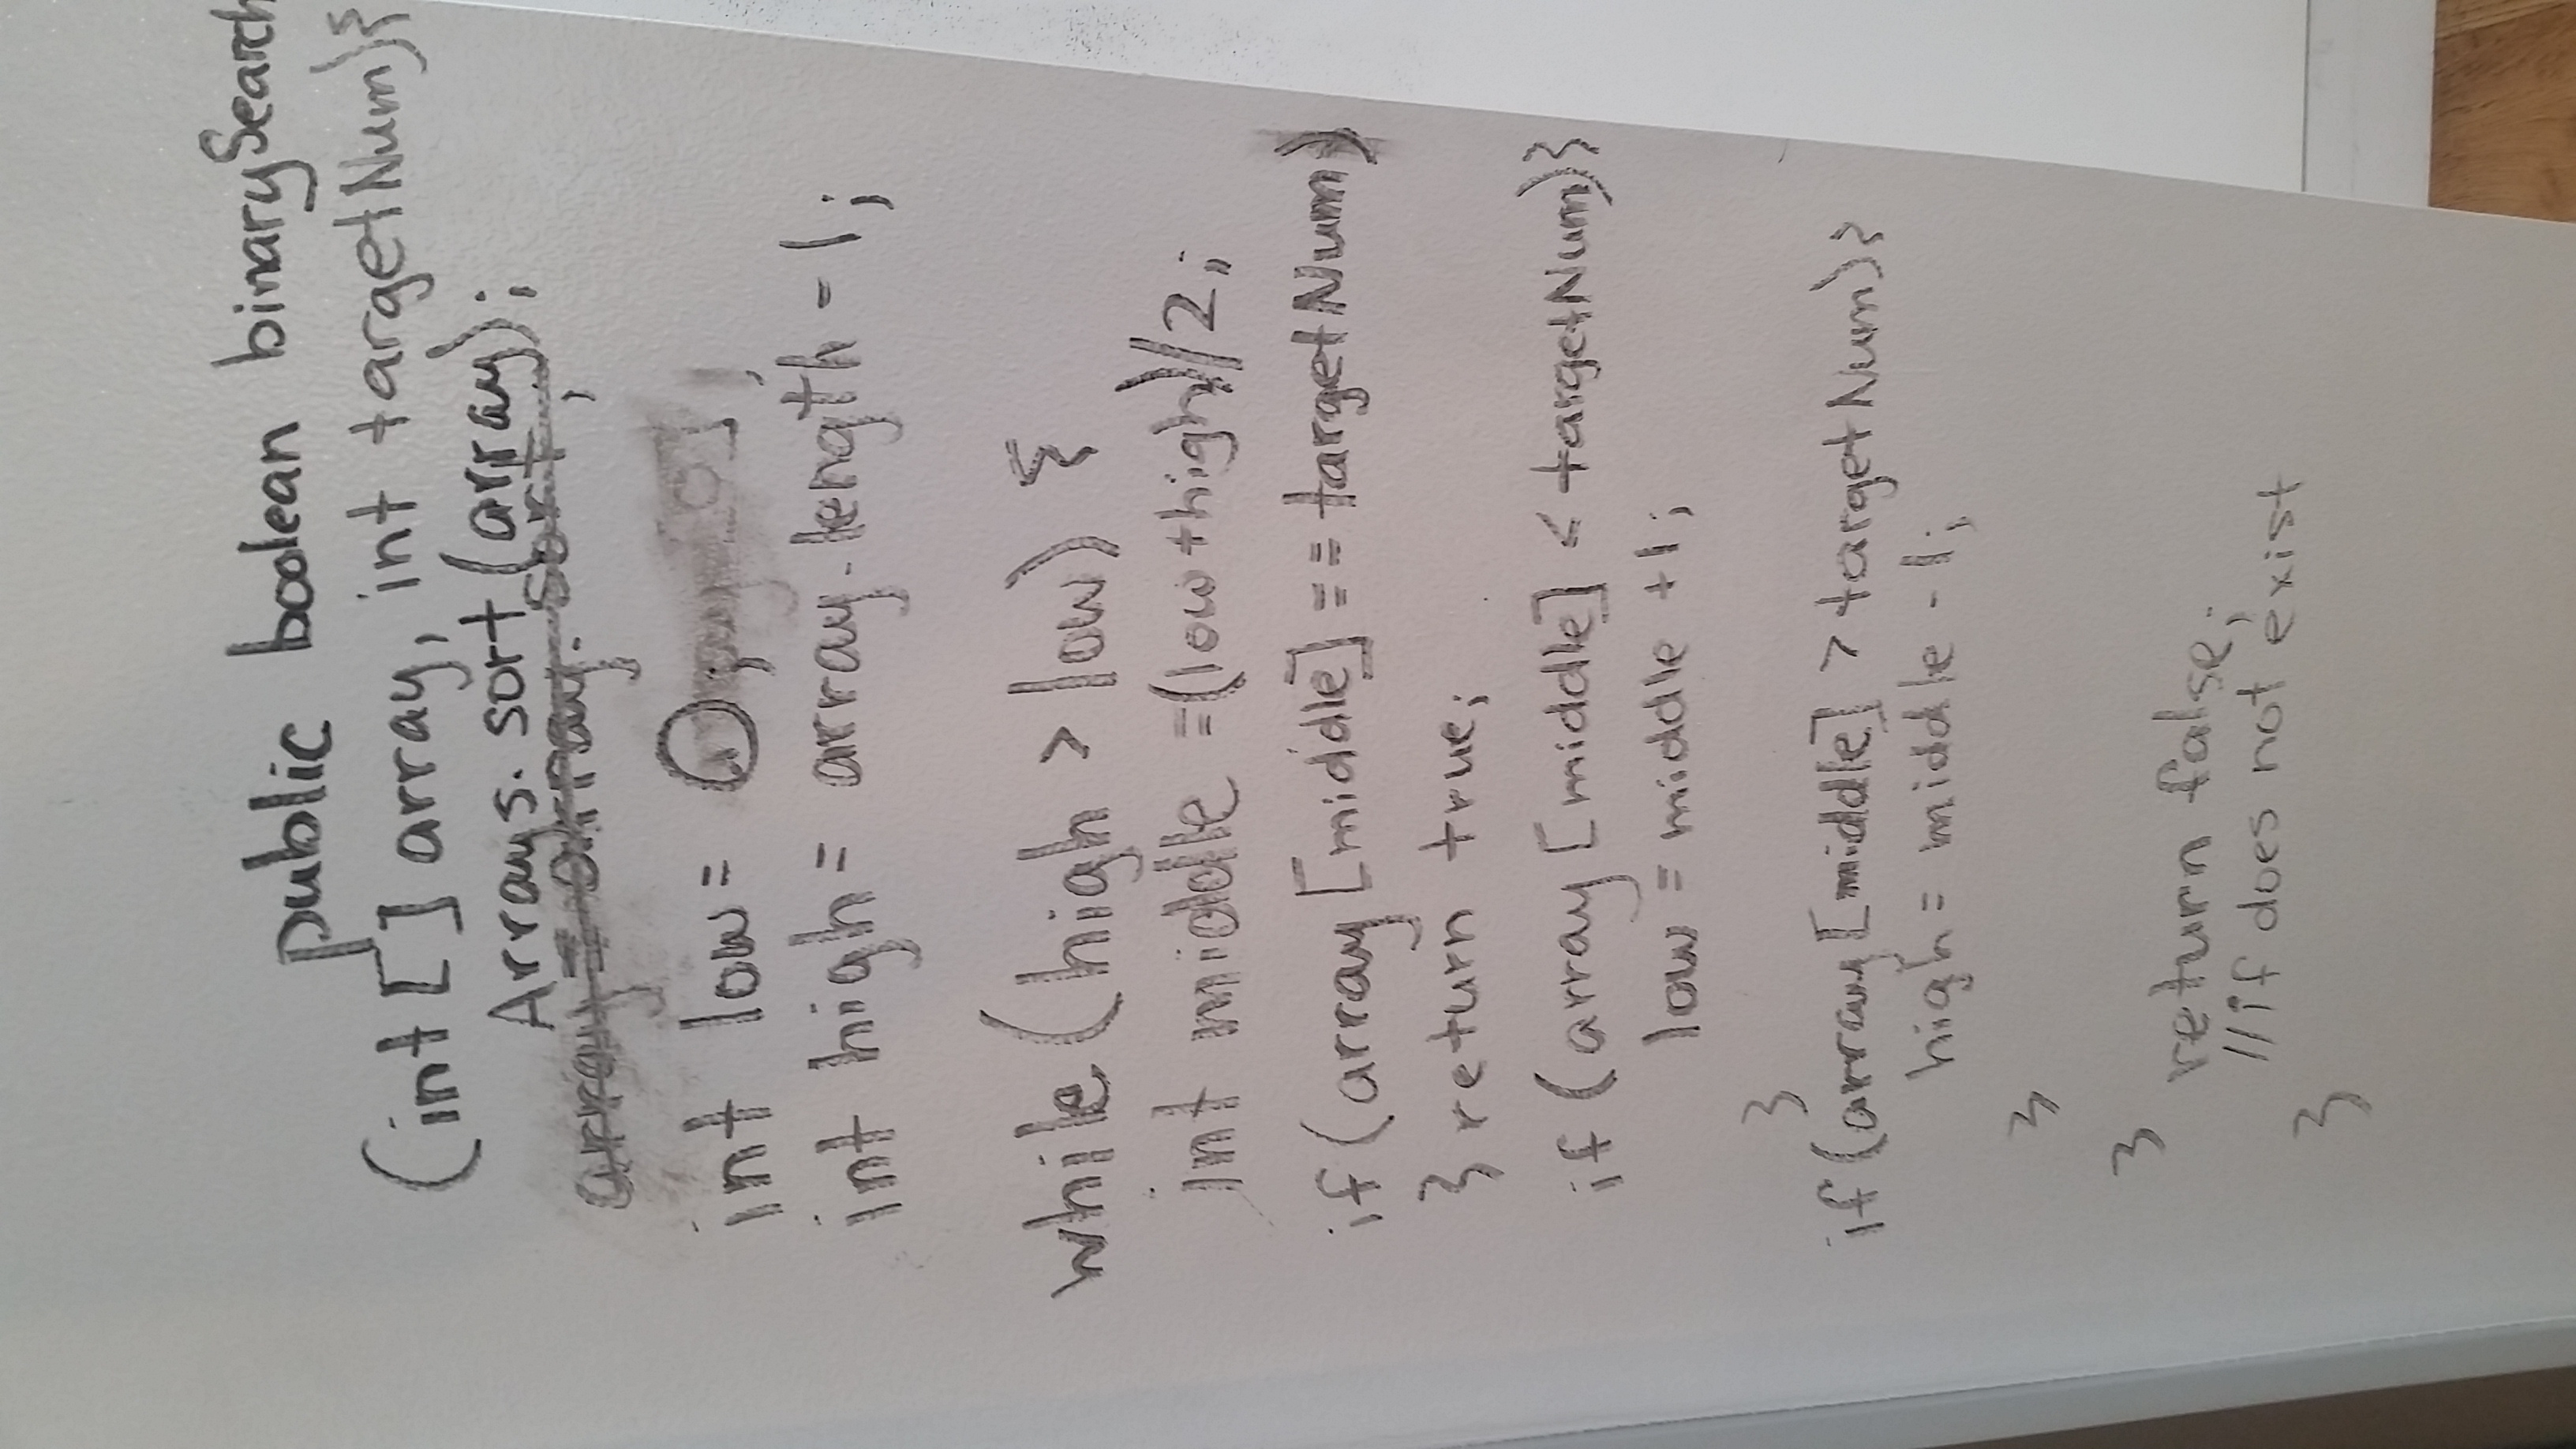 public boolean binarySearch
(int[] array, int targetNum){
Arrays.sort(array);
array = array.sort;
int low = 0;
int high = array.length - 1;
while(high > low) {
int middle =(low+high)/2;
if(array[middle] == targetNum)
} return true;
if(array[middle] < targetNum)}
low = middle +1;
}
if(array[middle] > targetNum)}
high = middle - 1;
}
}
return false;
//if does not exist
}